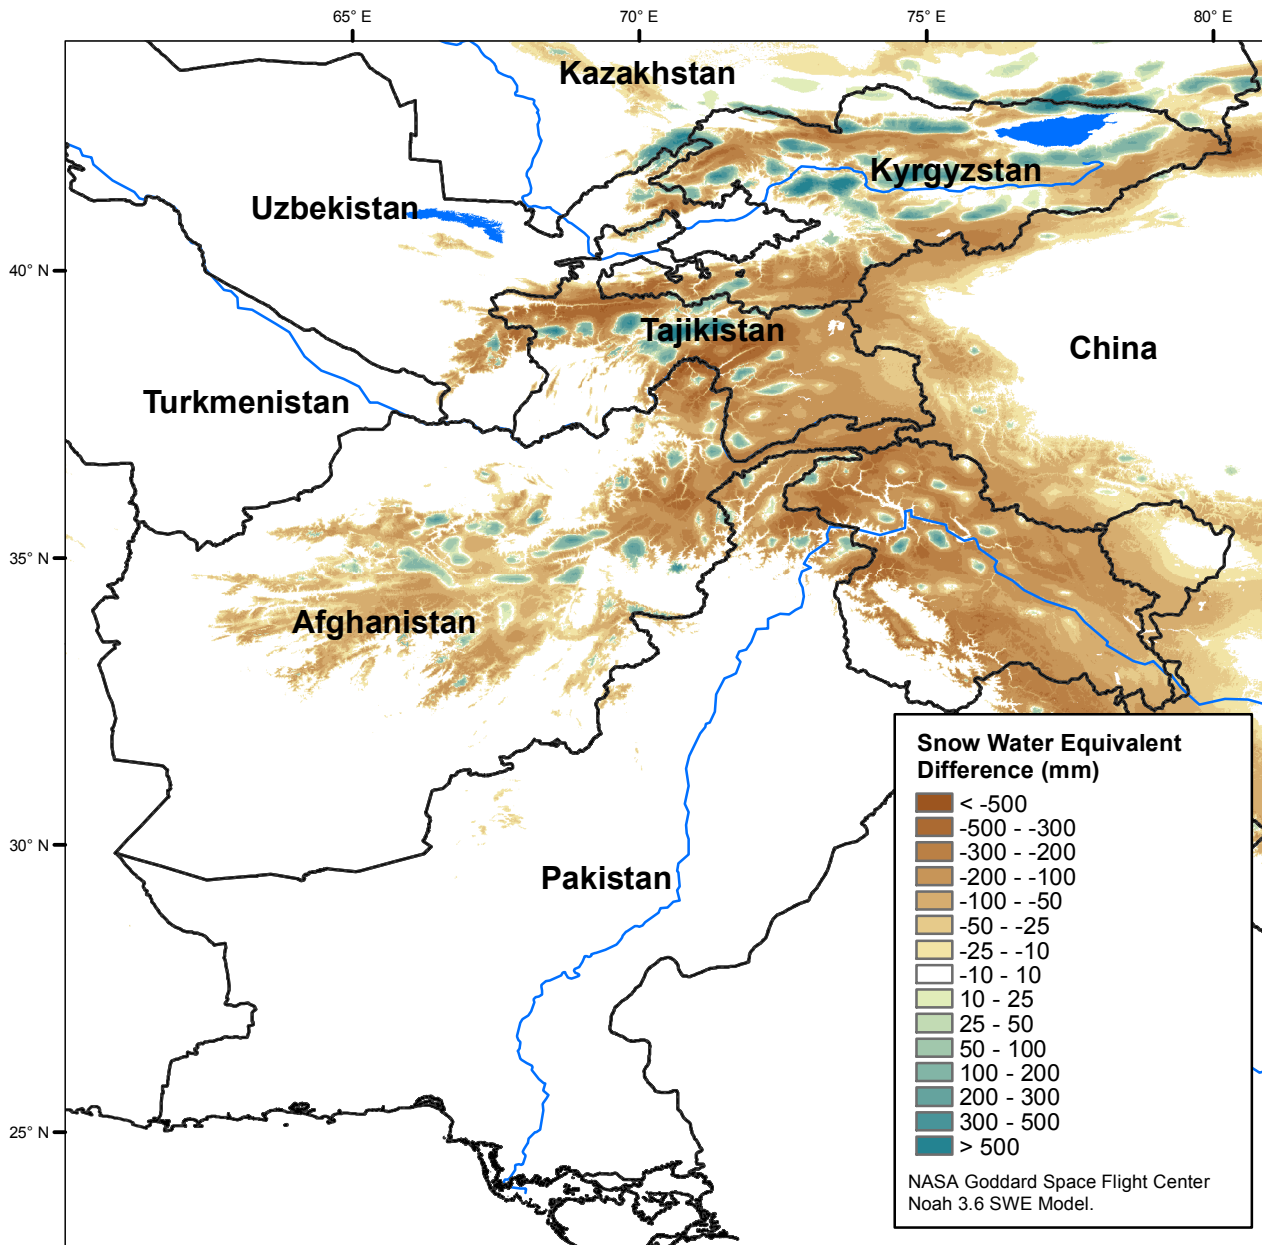 65° E
70° E
75° E
80° E
Kazakhstan
Kyrgyzstan
Uzbekistan
40° N
Tajikistan
China
Turkmenistan
35° N
Afghanistan
30° N
Pakistan
25° N
Snow Water Equivalent
Difference (mm)
< -500
-500 - -300
-300 - -200
-200 - -100
-100 - -50
-50 - -25
-25 - -10
-10 - 10
10 - 25
25 - 50
50 - 100
100 - 200
200 - 300
300 - 500
> 500
NASA Goddard Space Flight Center
Noah 3.6 SWE Model.